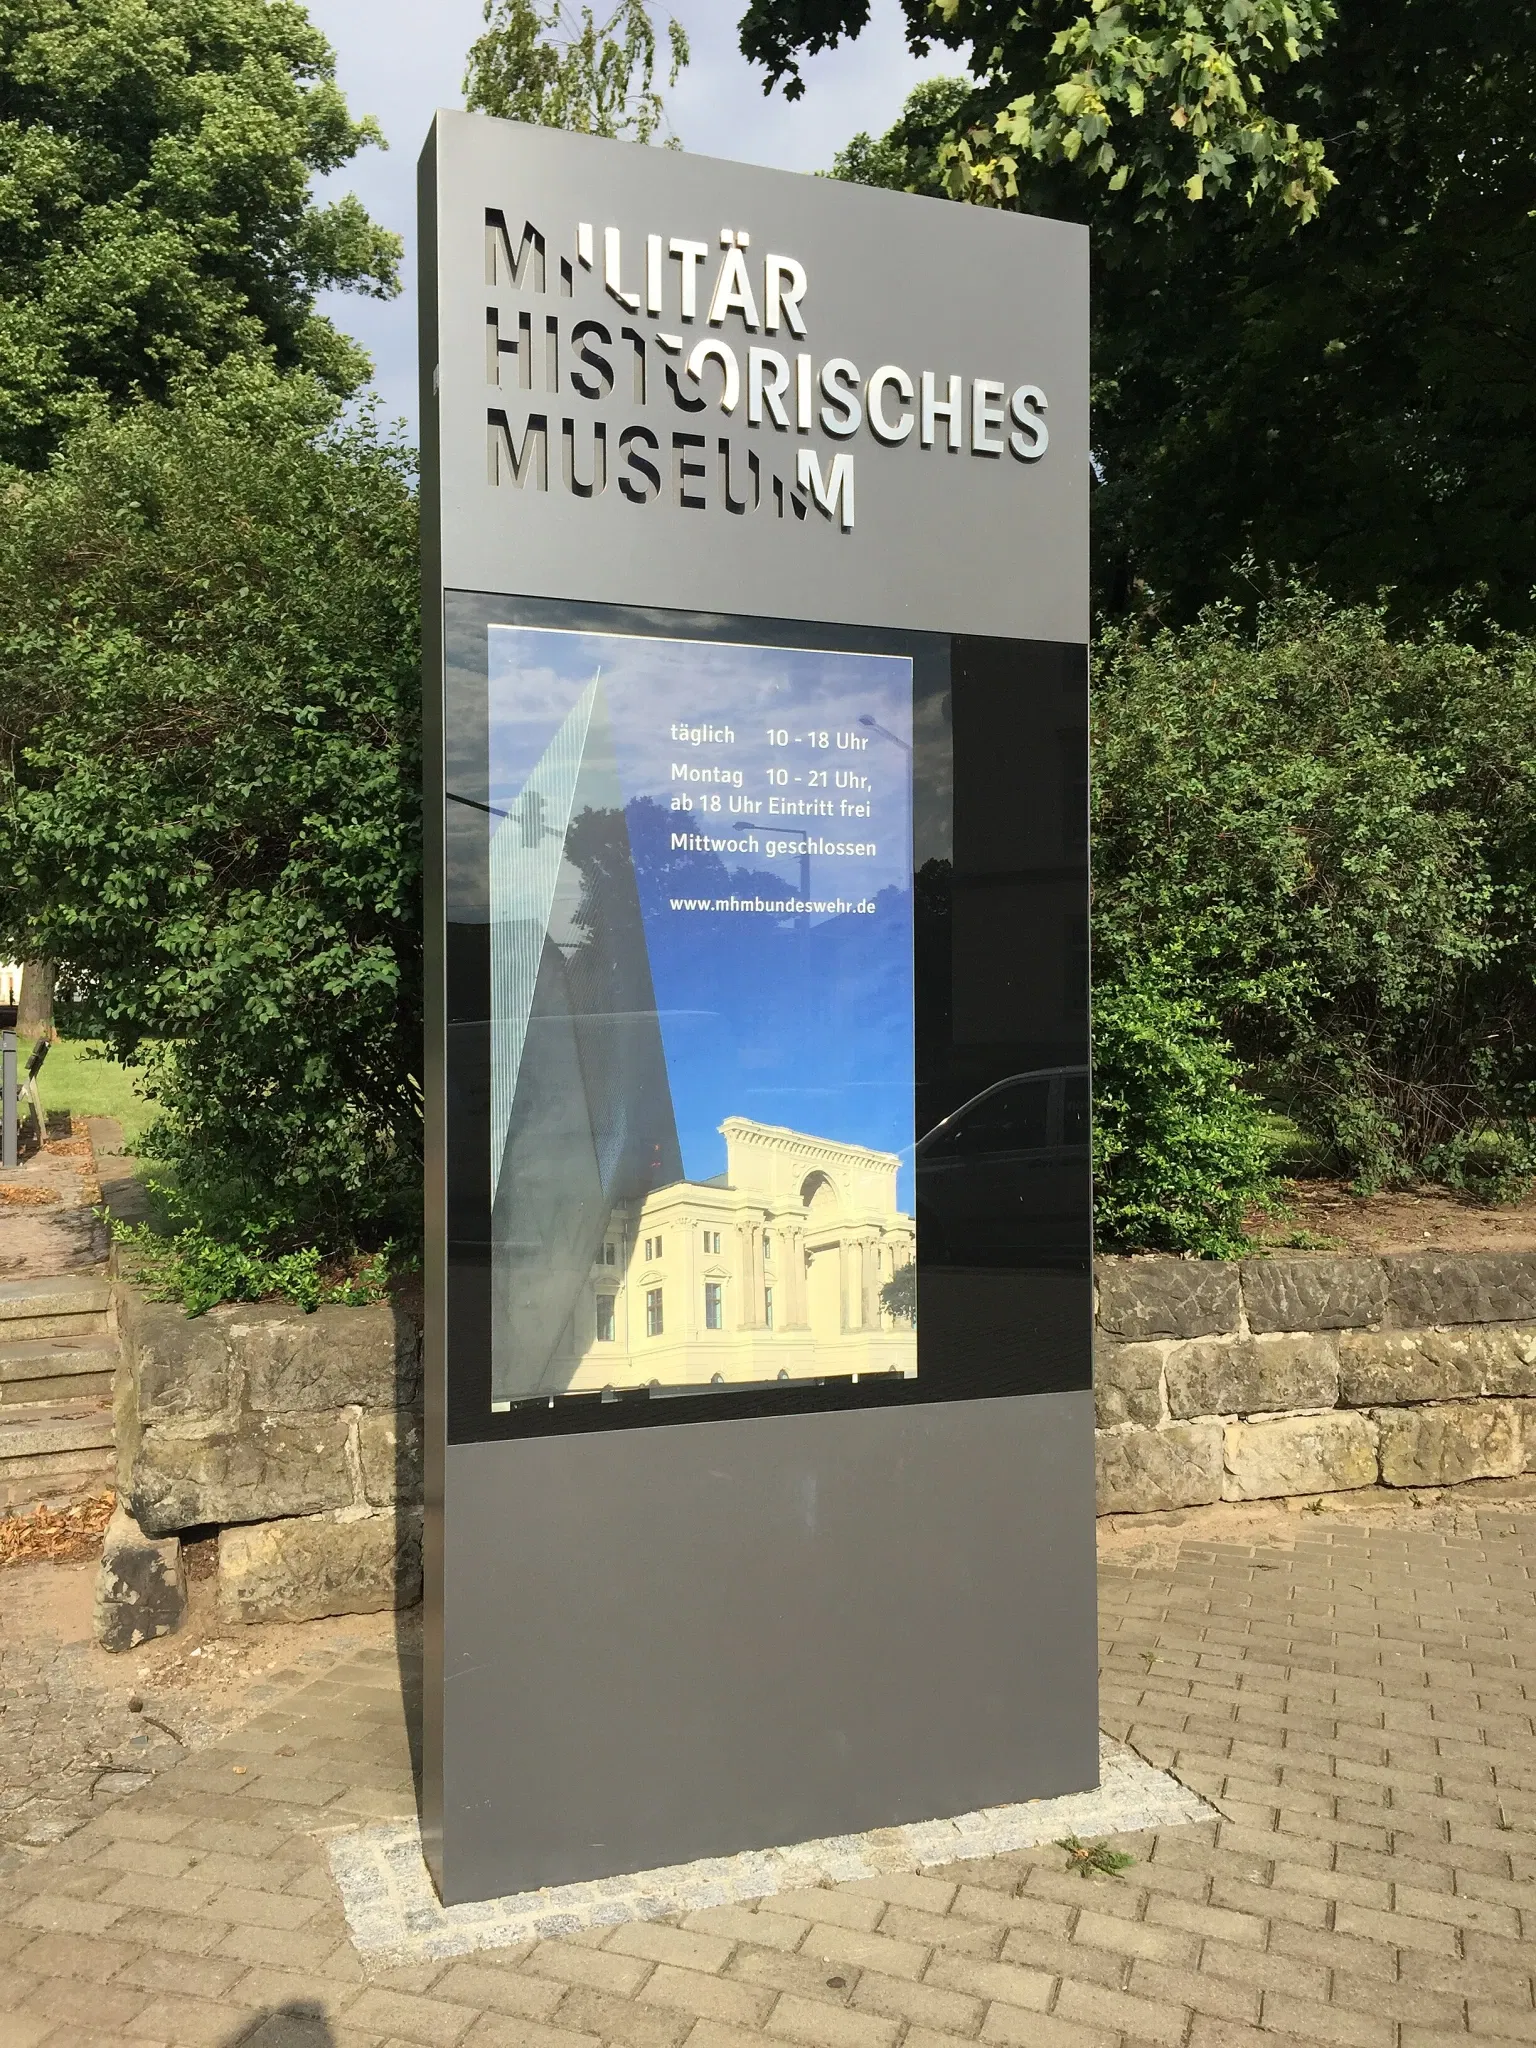 MILITÄR
HISTORISCHES
MUSEUM
täglich 10 - 18 Uhr
Montag 10 - 21 Uhr,
ab 18 Uhr Eintritt frei
Mittwoch geschlossen
www.mhmbundeswehr.de